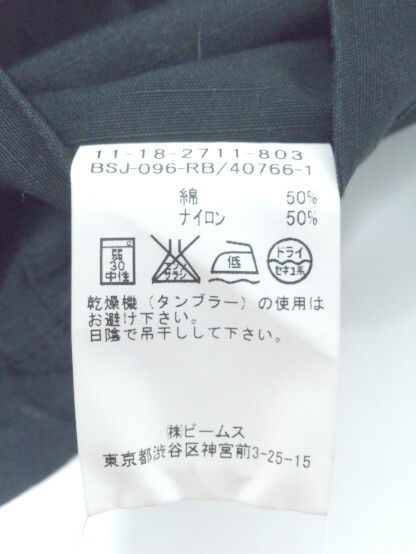 11-18-2711-803
BSJ-096-RB/40766-1
綿 50%
ナイロン 50%
弱
30
中性
エンソ
サラシ
低
ドライ
セキユ系
乾燥機(タンブラー)の使用は
お避け下さい。
日陰で吊干しして下さい。
㈱ビームス
東京都渋谷区神宮前3-25-15